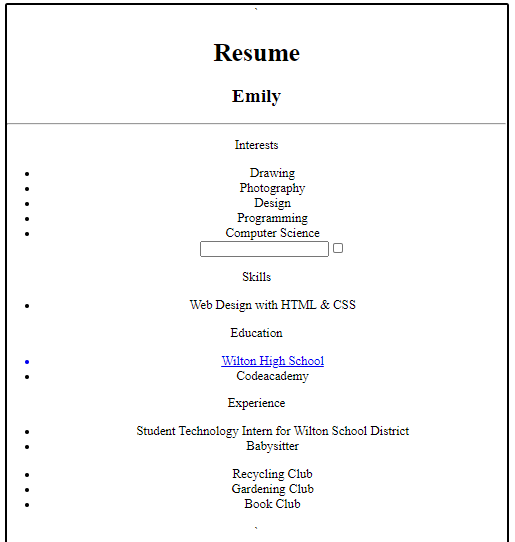 `
Resume
Emily
Interests
Drawing
Photography
Design
Programming
Computer Science
Skills
Web Design with HTML & CSS
Education
Wilton High School
Codeacademy
Experience
Student Technology Intern for Wilton School District
Babysitter
Recycling Club
Gardening Club
Book Club
`